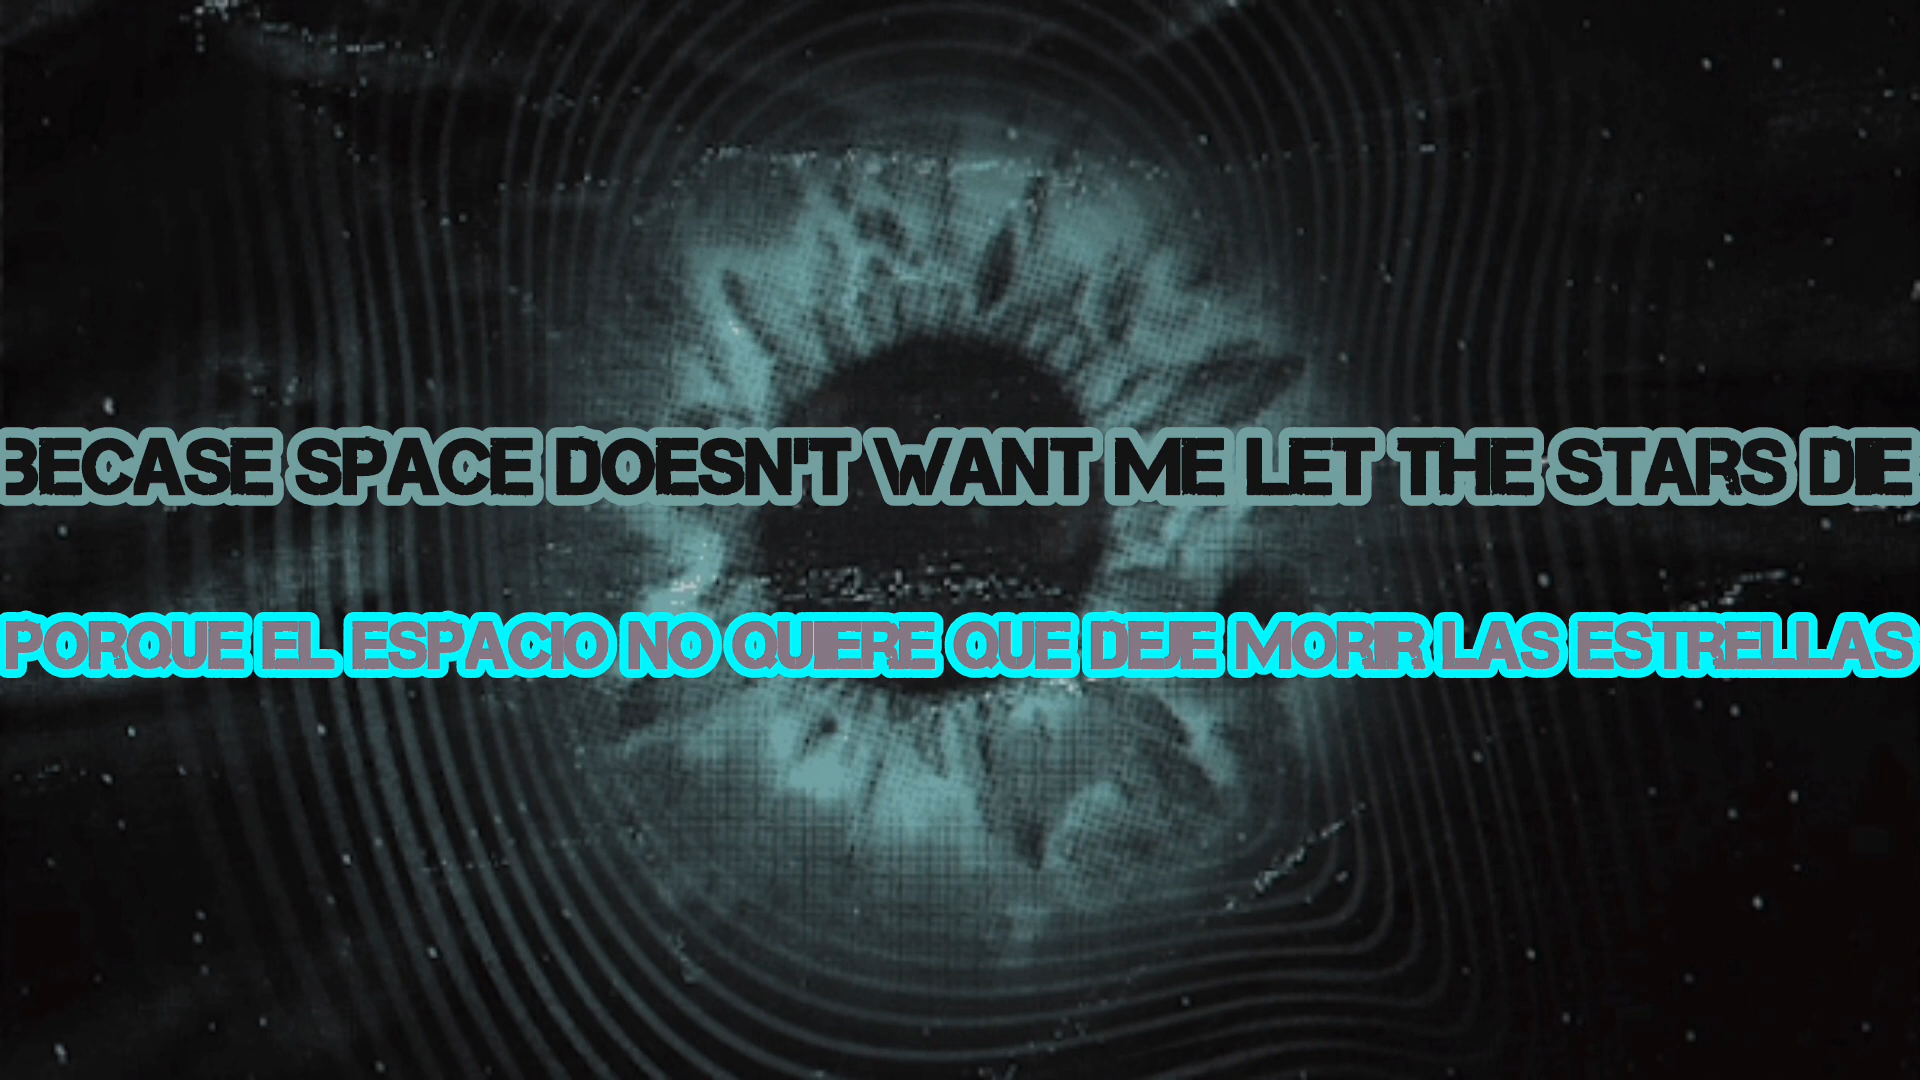 BECASE SPACE DOESN'T WANT ME LET THE STARS DIE
PORQUE EL ESPACIO NO QUIERE QUE DEJE MORIR LAS ESTRELLAS